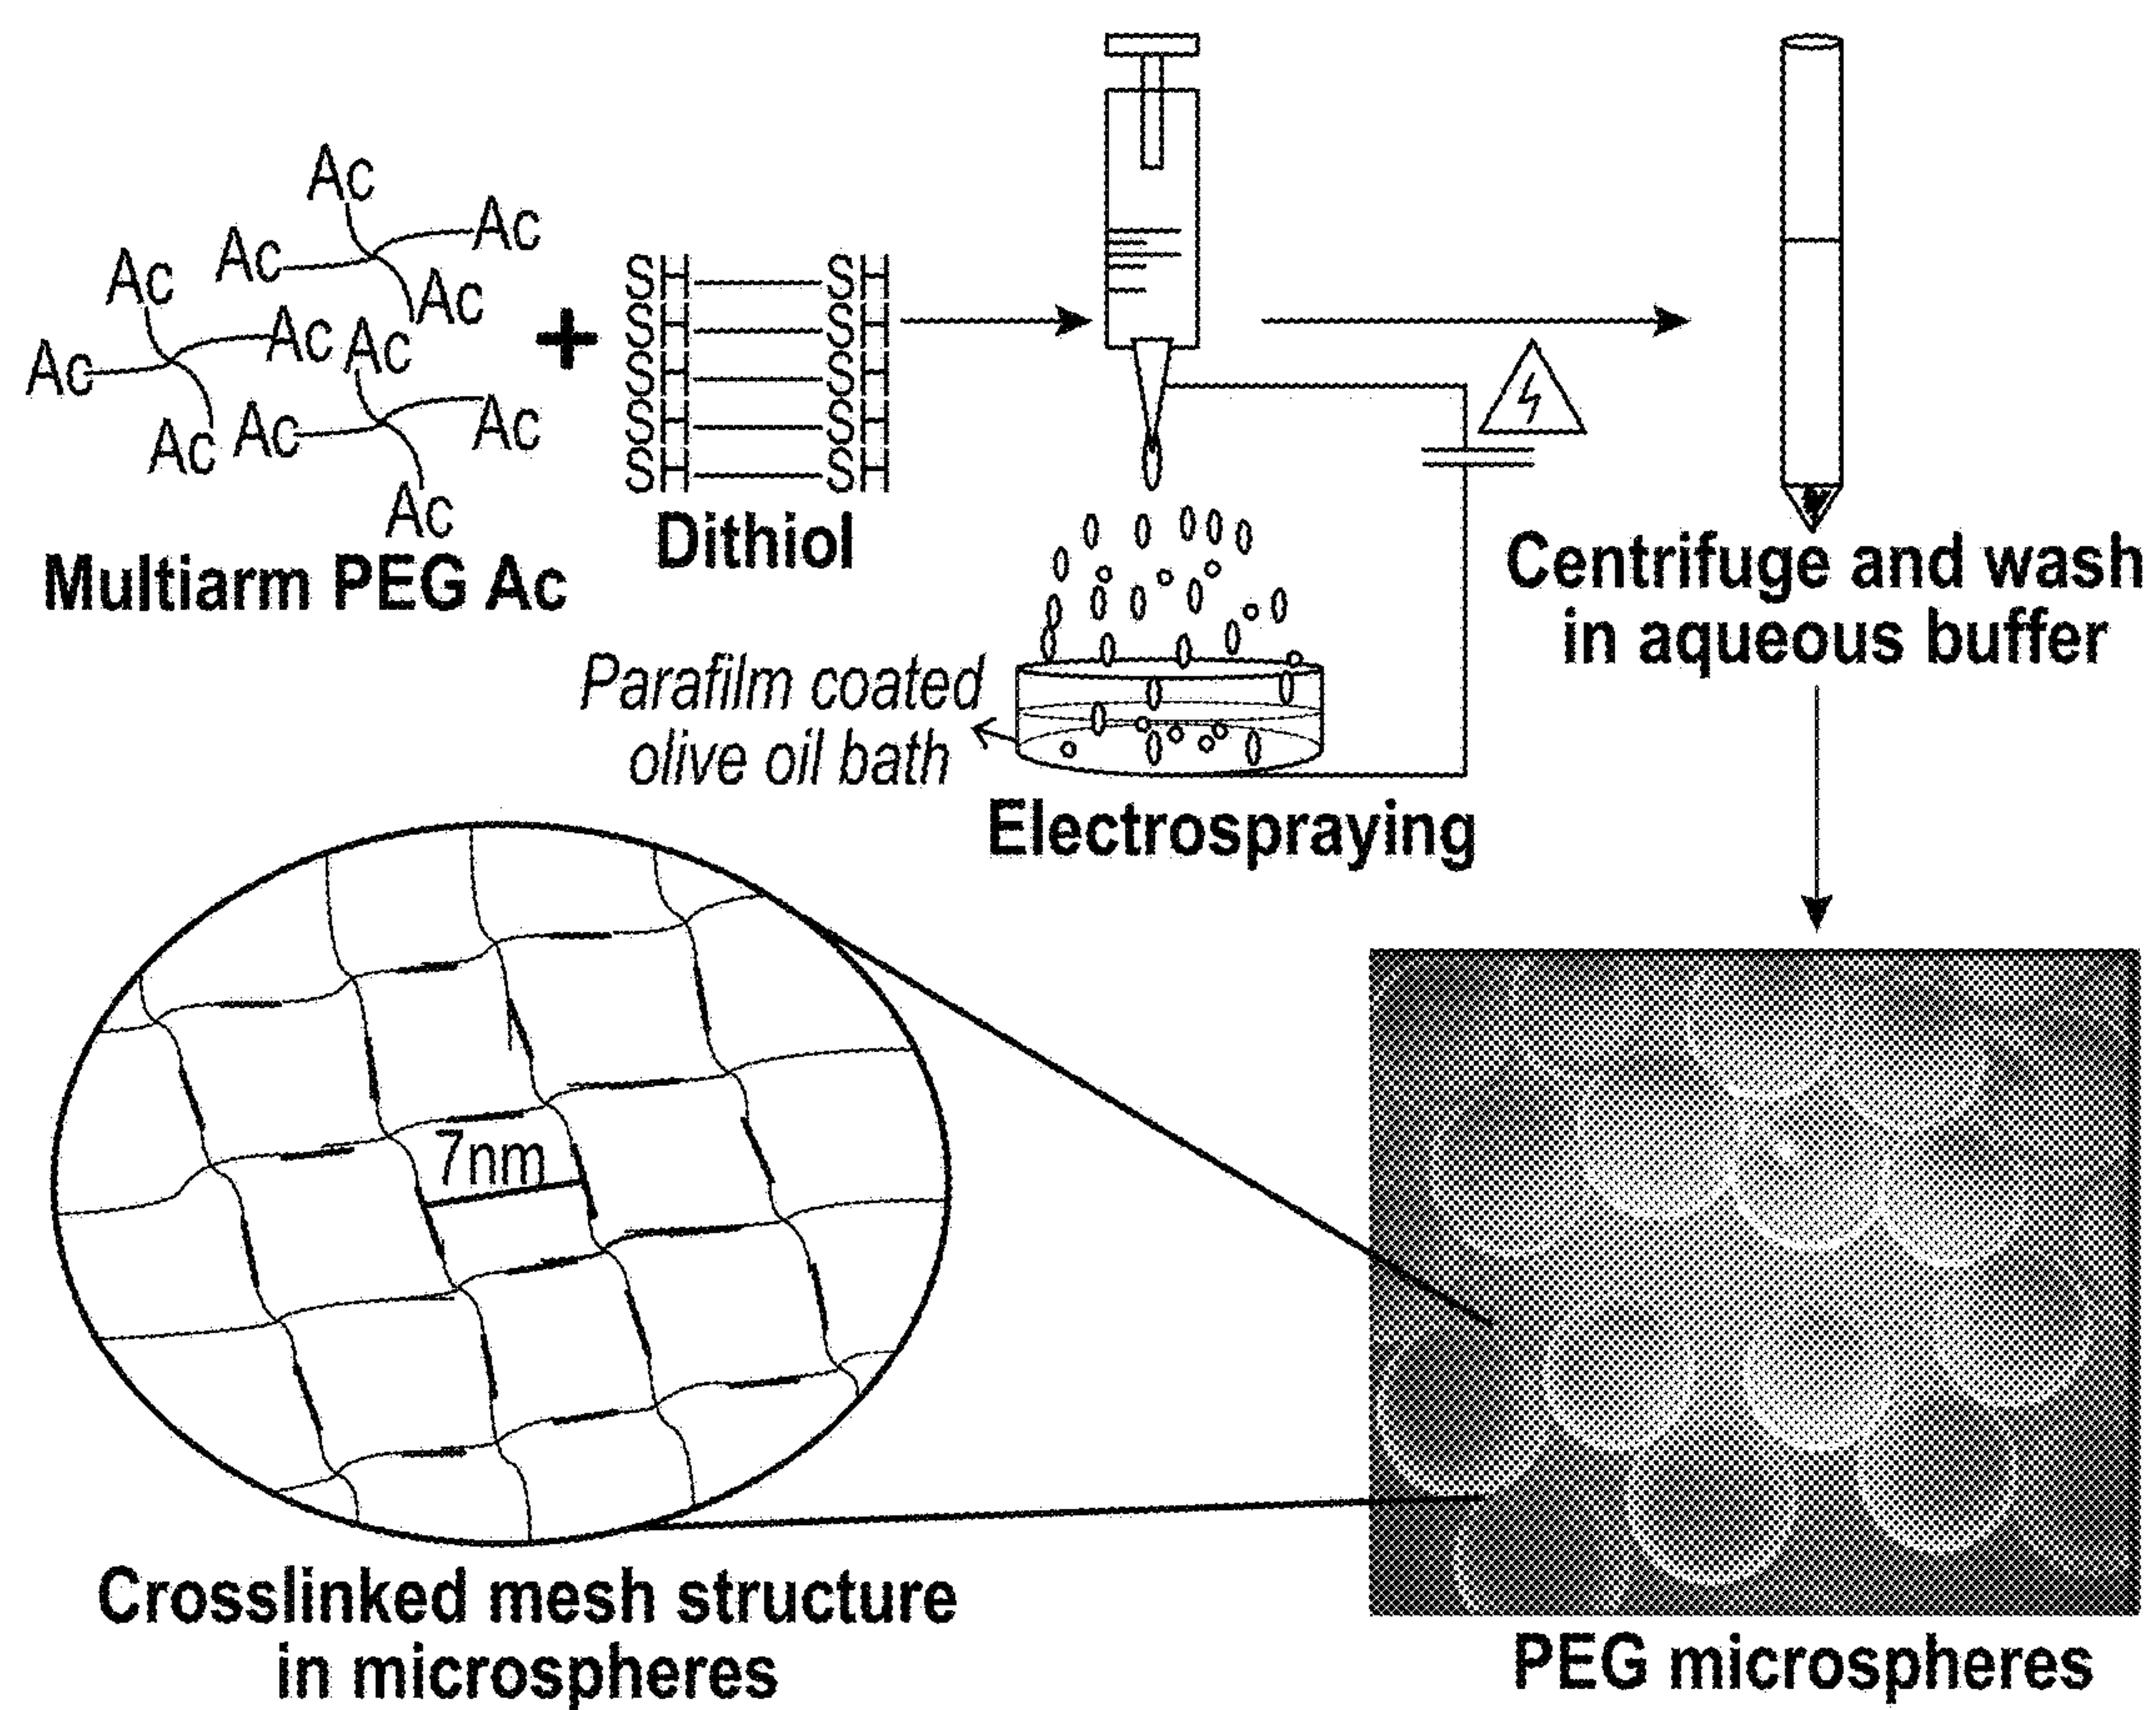 Ac
Ac
Ac
Ac
Ac
Ac
Ac
Ac
Ac
Ac
Ac
Ac
+
SH SH
SH SH
SH SH
SH SH
SH SH
Multiarm PEG Ac
Dithiol
Centrifuge and wash
in aqueous buffer
Parafilm coated
olive oil bath
Electrospraying
7nm
Crosslinked mesh structure
in microspheres
PEG microspheres